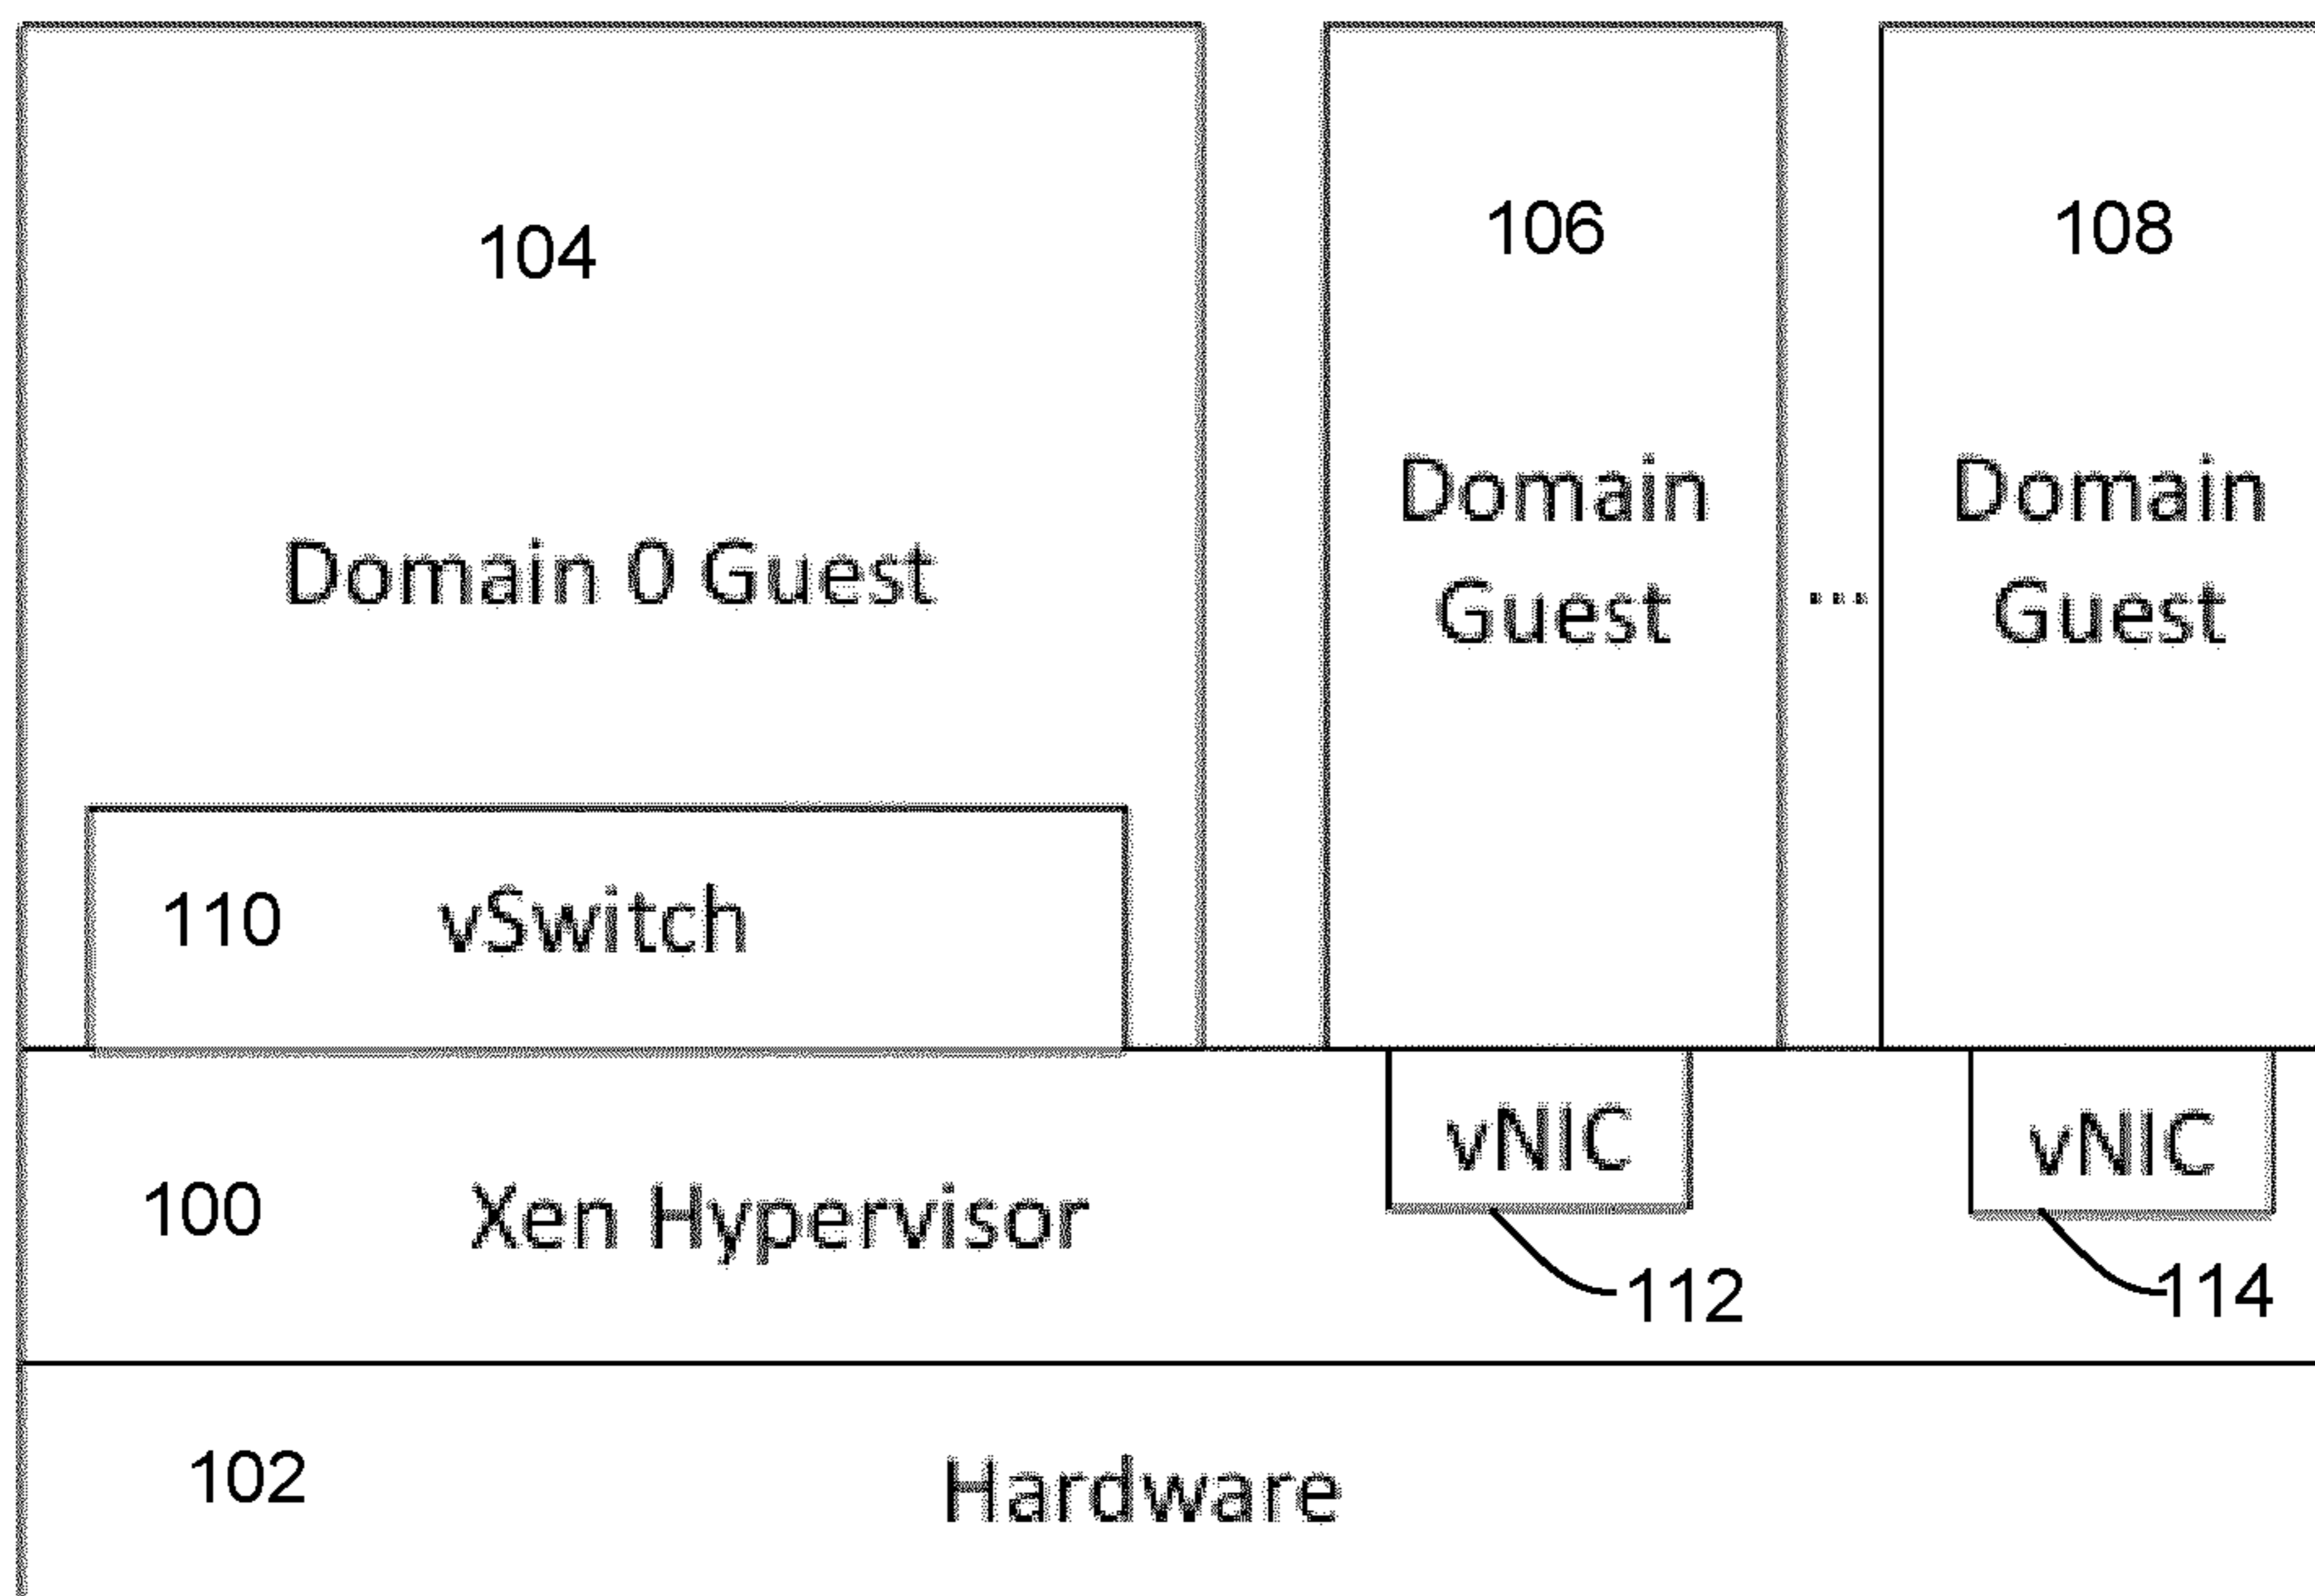 104
106
108
Domain 0 Guest
Domain
Guest
...
Domain
Guest
110 vSwitch
vNIC
vNIC
100 Xen Hypervisor
112
114
102 Hardware